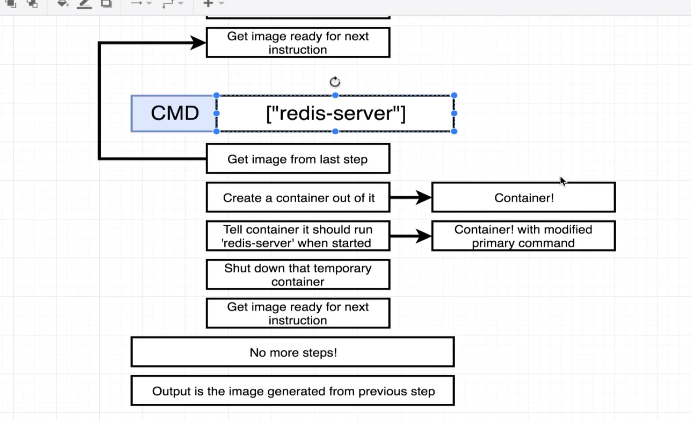 Get image ready for next
instruction
CMD
["redis-server"]
Get image from last step
Create a container out of it
Container!
Tell container it should run
'redis-server' when started
Container! with modified
primary command
Shut down that temporary
container
Get image ready for next
instruction
No more steps!
Output is the image generated from previous step